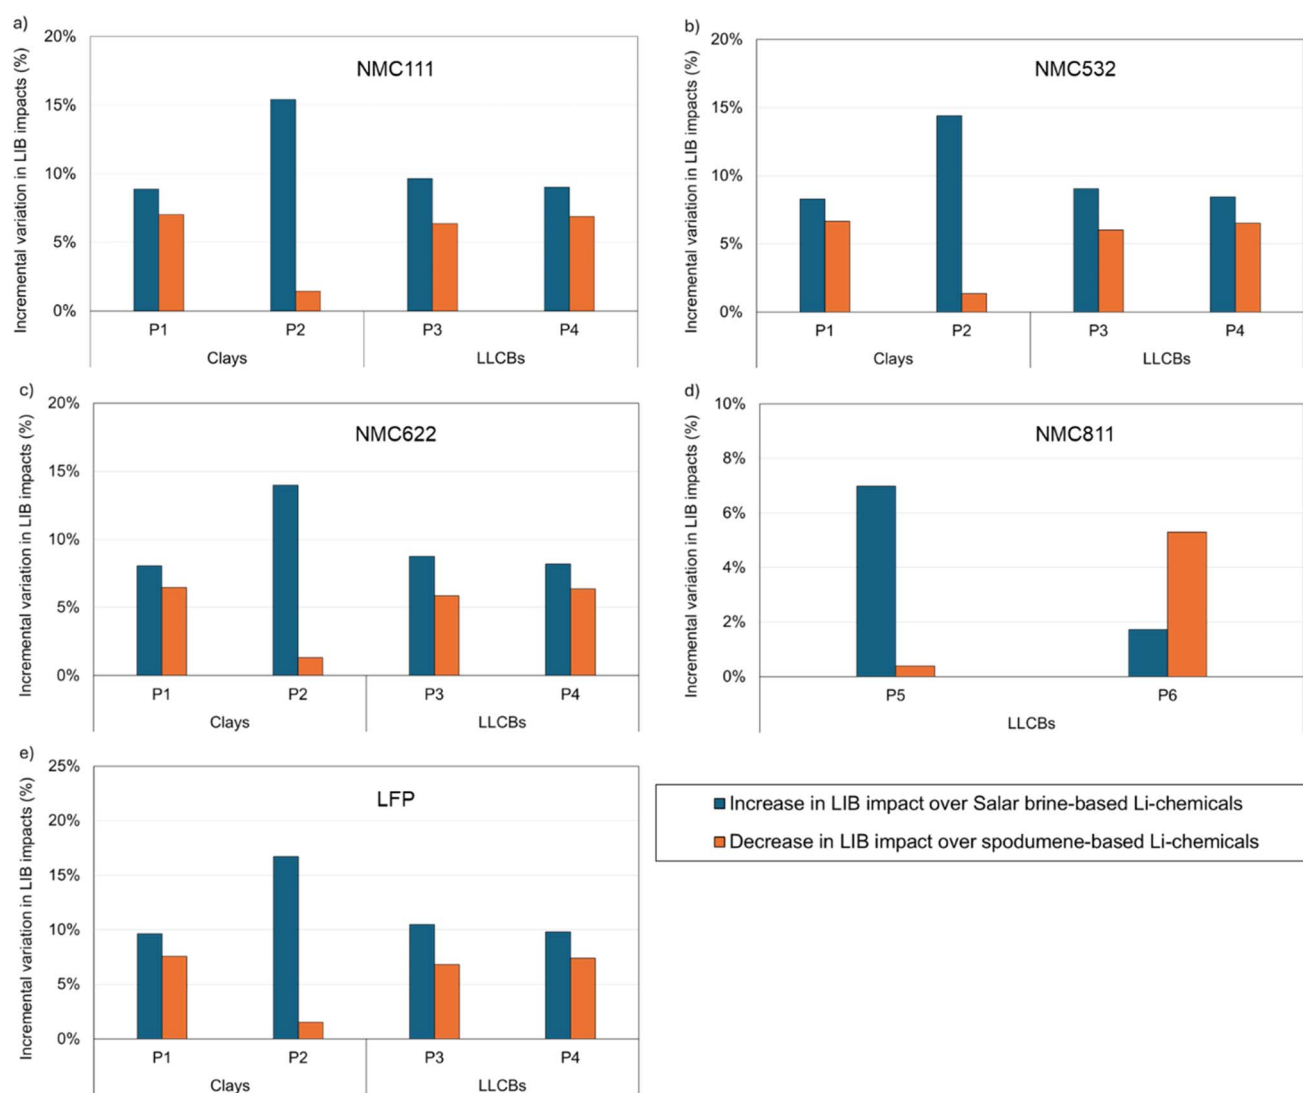 a)
Incremental variation in LIB impacts (%)
20%
15%
10%
5%
0%
NMC111
P1 P2 P3 P4
Clays LLCBs
b)
Incremental variation in LIB impacts (%)
20%
15%
10%
5%
0%
NMC532
P1 P2 P3 P4
Clays LLCBs
c)
Incremental variation in LIB impacts (%)
20%
15%
10%
5%
0%
NMC622
P1 P2 P3 P4
Clays LLCBs
d)
Incremental variation in LIB impacts (%)
10%
8%
6%
4%
2%
0%
NMC811
P5 P6
LLCBs
e)
Incremental variation in LIB impacts (%)
25%
20%
15%
10%
5%
0%
LFP
P1 P2 P3 P4
Clays LLCBs
Increase in LIB impact over Salar brine-based Li-chemicals
Decrease in LIB impact over spodumene-based Li-chemicals